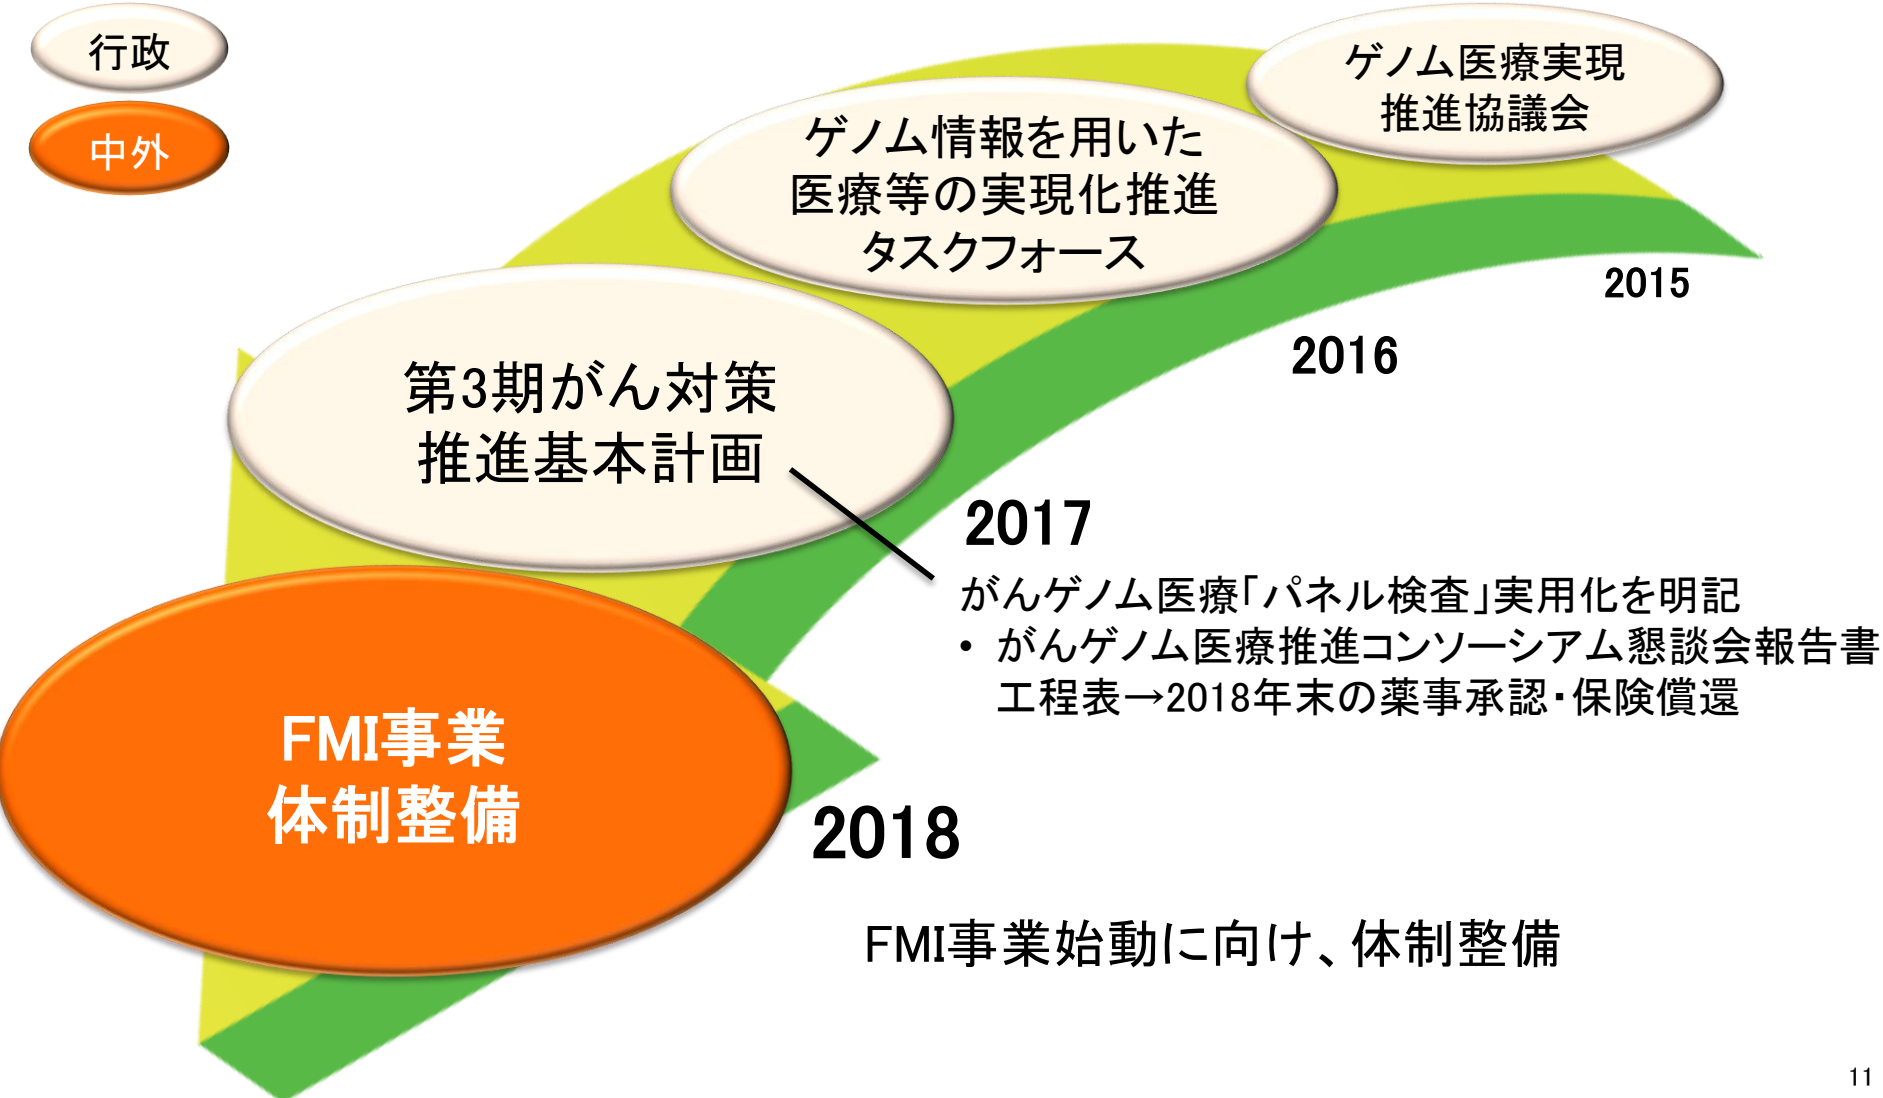 行政
中外
ゲノム医療実現
推進協議会
ゲノム情報を用いた
医療等の実現化推進
タスクフォース
2015
2016
第3期がん対策
推進基本計画
2017
がんゲノム医療「パネル検査」実用化を明記
• がんゲノム医療推進コンソーシアム懇談会報告書
工程表→2018年末の薬事承認・保険償還
FMI事業
体制整備
2018
FMI事業始動に向け、体制整備
11